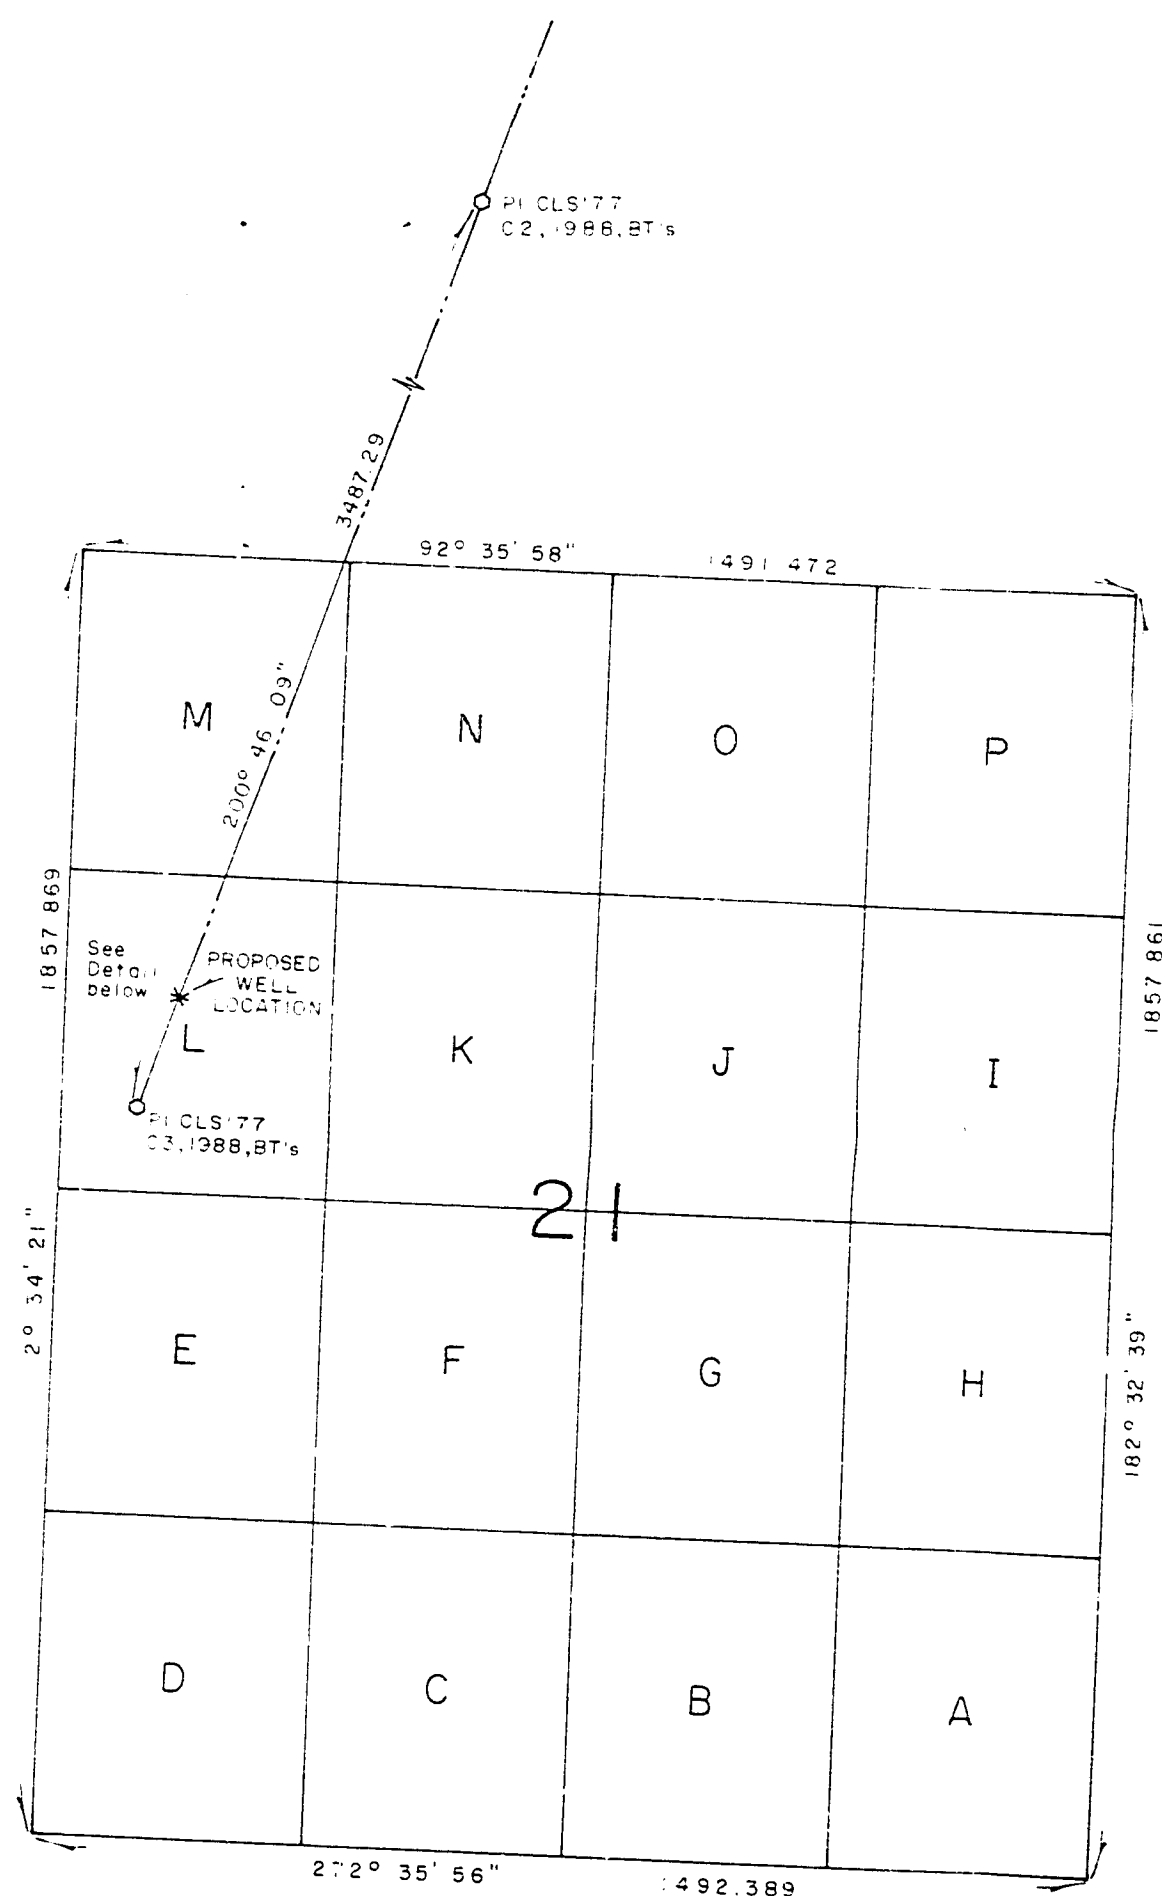 PI CLS'77
C2, 1988, BT's
3487.29
92° 35' 58"
1491 472
200° 46 09"
M
N
O
P
1857 869
See
Detail
below
PROPOSED
WELL
LOCATION
1857 861
L
K
J
I
PI CLS'77
C3, 1988, BT's
21
2° 34' 21"
E
F
G
H
182° 32' 39"
D
C
B
A
272° 35' 56"
1492.389